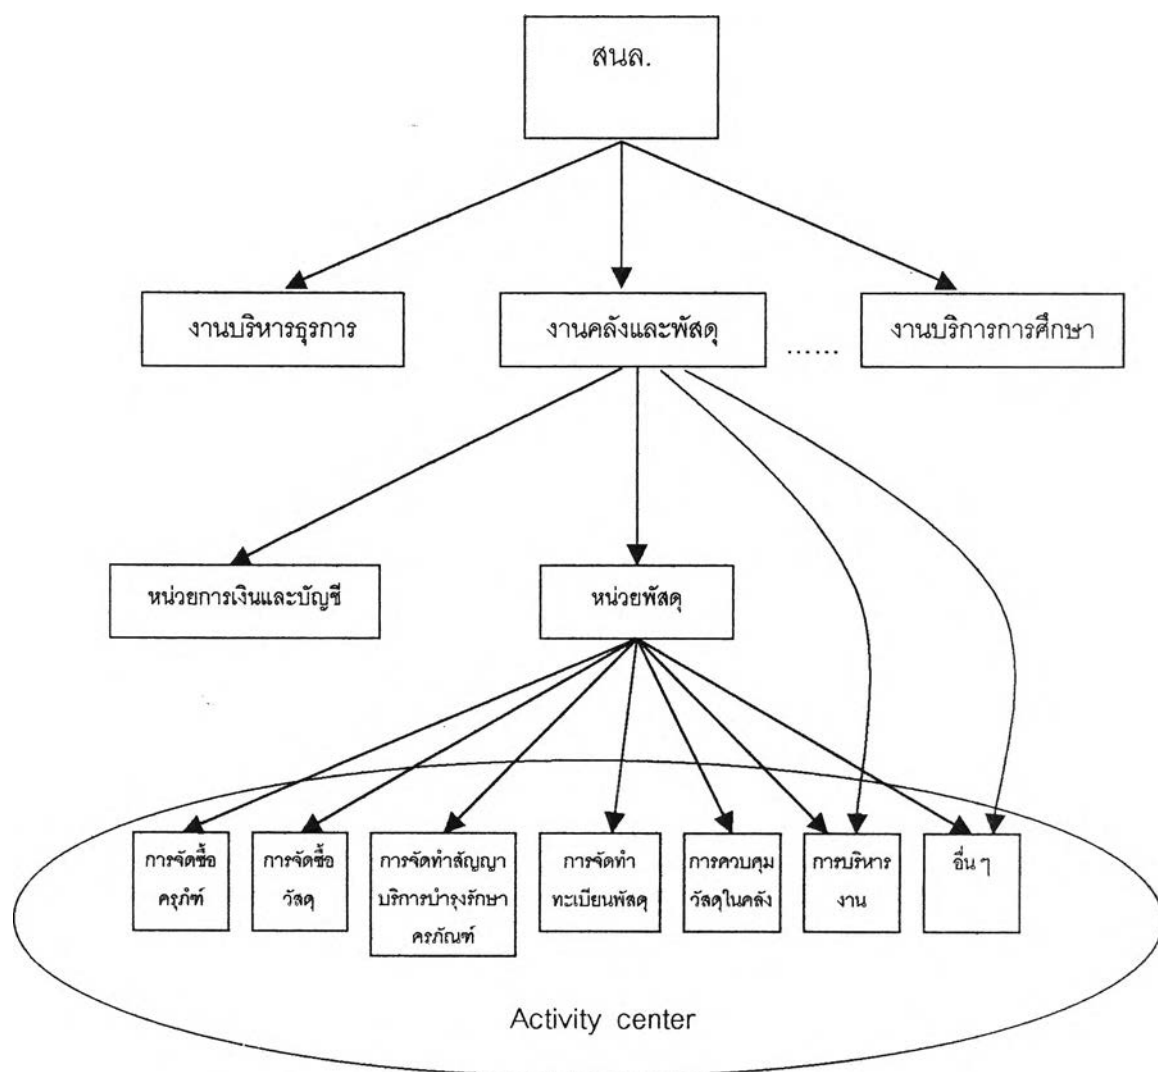 สนล.
งานบริหารธุรการ
งานคลังและพัสดุ
......
งานบริการการศึกษา
หน่วยการเงินและบัญชี
หน่วยพัสดุ
การจัดซื้อ
ครุภํฑ์
การจัดซื้อ
วัสดุ
การจัดทำสัญญา
บริการบำรุงรักษา
ครภัณฑ์
การจัดทำ
ทะเบียนพัสดุ
การควบคุม
วัสดุในคลัง
การบริหาร
งาน
อื่น ๆ
Activity center